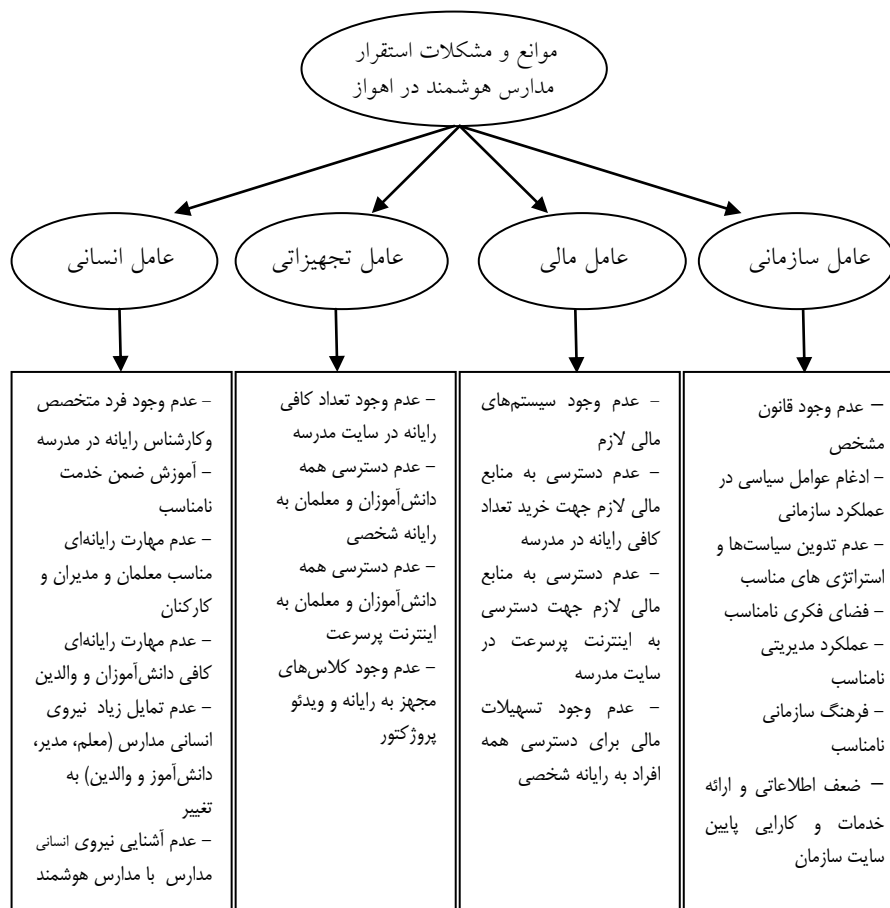 موانع و مشکلات استقرار
مدارس هوشمند در اهواز
عامل سازمانی
عامل مالی
عامل تجهیزاتی
عامل انسانی
– عدم وجود قانون
مشخص
– ادغام عوامل سیاسی در
عملکرد سازمانی
– عدم تدوین سیاست‌ها و
استراتژی های مناسب
– فضای فکری نامناسب
– عملکرد مدیریتی
نامناسب
– فرهنگ سازمانی
نامناسب
– ضعف اطلاعاتی و ارائه
خدمات و کارایی پایین
سایت سازمان
– عدم وجود سیستم‌های
مالی لازم
– عدم دسترسی به منابع
مالی لازم جهت خرید تعداد
کافی رایانه در مدرسه
– عدم دسترسی به منابع
مالی لازم جهت دسترسی
به اینترنت پرسرعت در
سایت مدرسه
– عدم وجود تسهیلات
مالی برای دسترسی همه
افراد به رایانه شخصی
– عدم وجود تعداد کافی
رایانه در سایت مدرسه
– عدم دسترسی همه
دانش‌آموزان و معلمان به
رایانه شخصی
– عدم دسترسی همه
دانش‌آموزان و معلمان به
اینترنت پرسرعت
– عدم وجود کلاس‌های
مجهز به رایانه و ویدئو
پروژکتور
– عدم وجود فرد متخصص
وکارشناس رایانه در مدرسه
– آموزش ضمن خدمت
نامناسب
– عدم مهارت رایانه‌ای
مناسب معلمان و مدیران و
کارکنان
– عدم مهارت رایانه‌ای
کافی دانش‌آموزان و والدین
– عدم تمایل زیاد نیروی
انسانی مدارس (معلم، مدیر،
دانش‌آموز و والدین) به
تغییر
– عدم آشنایی نیروی انسانی
مدارس با مدارس هوشمند